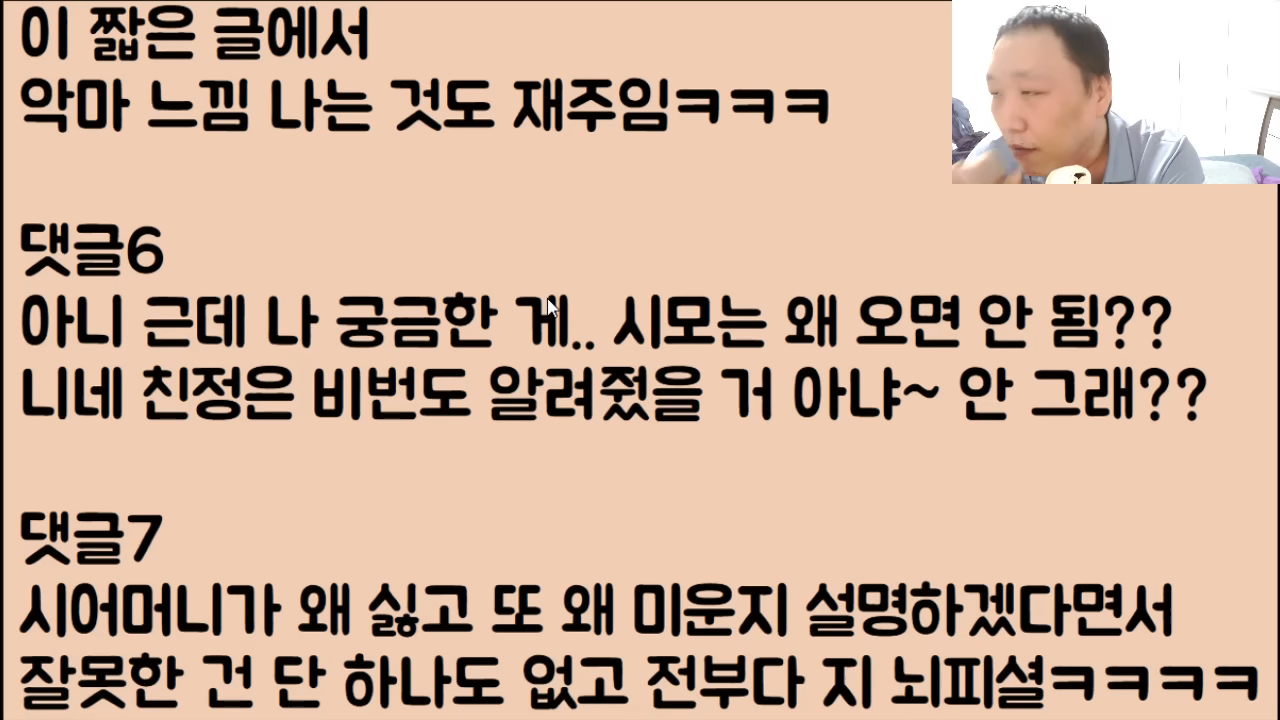 이 짧은 글에서
악마 느낌 나는 것도 재주임ㅋㅋㅋ
댓글6
아니 근데 나 궁금한 게.. 시모는 왜 오면 안 됨??
니네 친정은 비번도 알려줬을 거 아냐~ 안 그래??
댓글7
시어머니가 왜 싫고 또 왜 미운지 설명하겠다면서
잘못한 건 단 하나도 없고 전부다 지 뇌피셜ㅋㅋㅋㅋ